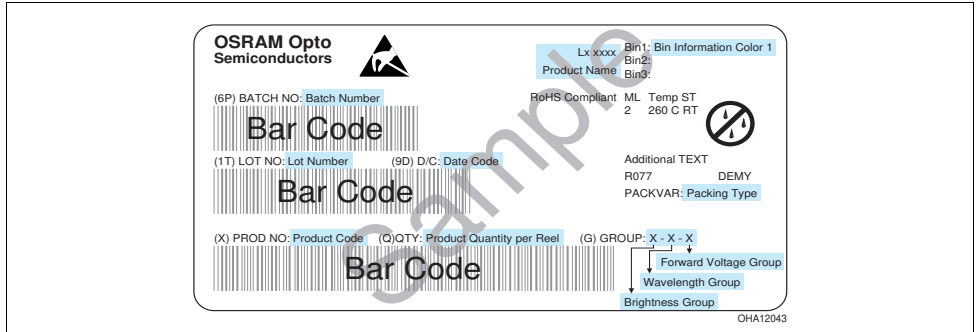 OSRAM Opto
Semiconductors
Lx xxxx
Product Name
Bin1: Bin Information Color 1
Bin2:
Bin3:
(6P) BATCH NO: Batch Number
Bar Code
RoHS Compliant
ML Temp ST
2 260 C RT
(1T) LOT NO: Lot Number (9D) D/C: Date Code
Bar Code
Additional TEXT
R077 DEMY
PACKVAR: Packing Type
(X) PROD NO: Product Code (Q)QTY: Product Quantity per Reel (G) GROUP: X - X - X
Bar Code
Forward Voltage Group
Wavelength Group
Brightness Group
Sample
OHA12043